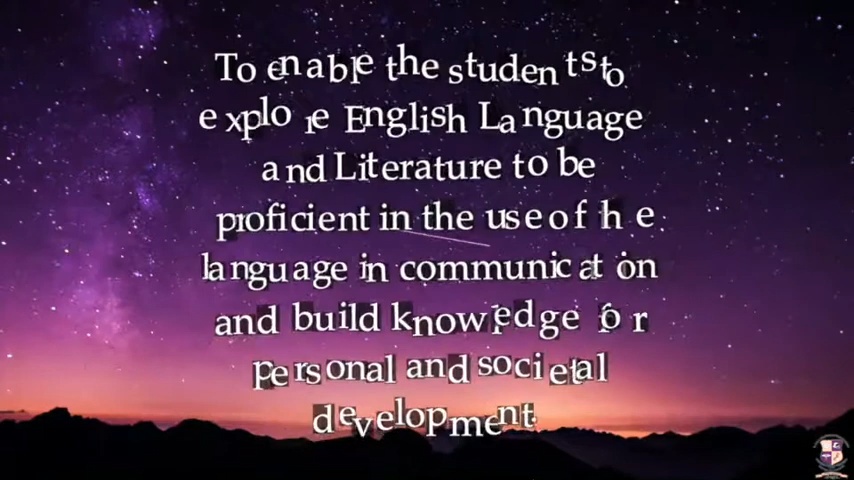 To enable the students to
explore English Language
and Literature to be
proficient in the use of he
language in communication
and build knowledge for
personal and societal
development.